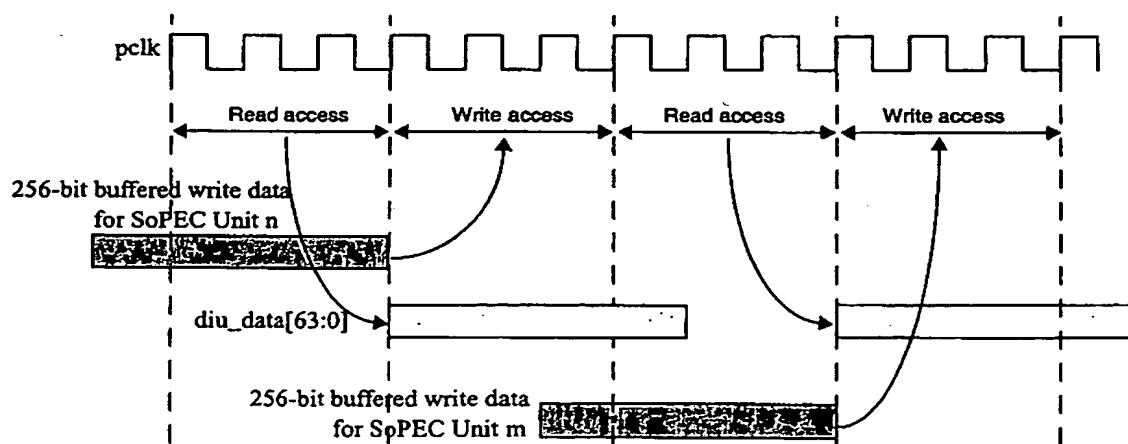 pclk
Read access
Write access
Read access
Write access
256-bit buffered write data
for SoPEC Unit n
diu_data[63:0]
256-bit buffered write data
for SoPEC Unit m